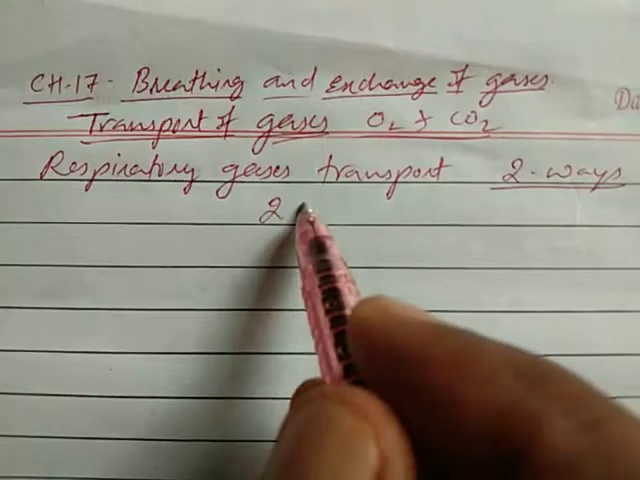 CH-17- Breathing and exchange of gases.
Transport of gases O2 + CO2
Respiratory gases transport 2-ways
2